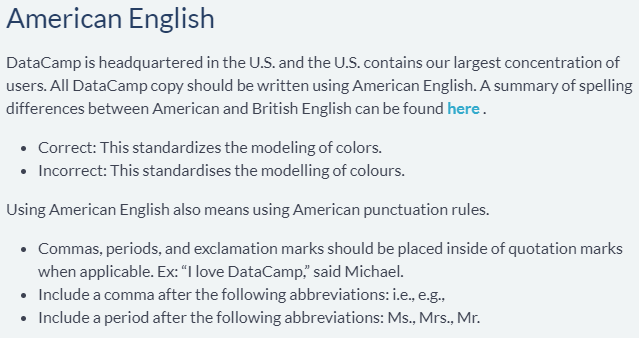 American English
DataCamp is headquartered in the U.S. and the U.S. contains our largest concentration of
users. All DataCamp copy should be written using American English. A summary of spelling
differences between American and British English can be found here .
• Correct: This standardizes the modeling of colors.
• Incorrect: This standardises the modelling of colours.
Using American English also means using American punctuation rules.
• Commas, periods, and exclamation marks should be placed inside of quotation marks
when applicable. Ex: “I love DataCamp,” said Michael.
• Include a comma after the following abbreviations: i.e., e.g.,
• Include a period after the following abbreviations: Ms., Mrs., Mr.